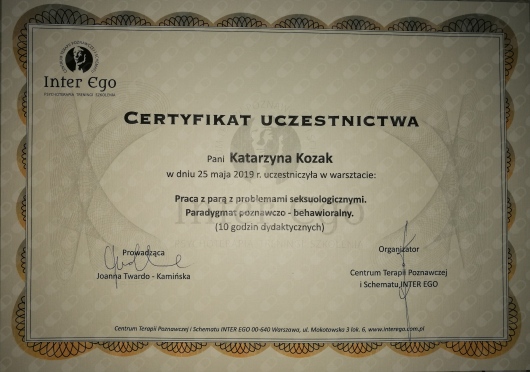 Inter Ego
CERTYFIKAT UCZESTNICTWA
Pani Katarzyna Kozak
w dniu 25 maja 2019 r. uczestniczyła w warsztacie:
Praca z parą z problemami seksuologicznymi.
Paradygmat poznawczo - behawioralny.
(10 godzin dydaktycznych)
Prowadząca
Joanna Twardo - Kamińska
Organizator
Centrum Terapii Poznawczej
i Schematu INTER EGO
Centrum Terapii Poznawczej i Schematu INTER EGO 00-640 Warszawa, ul. Mokotowska 3 lok. 6, www.interego.com.pl